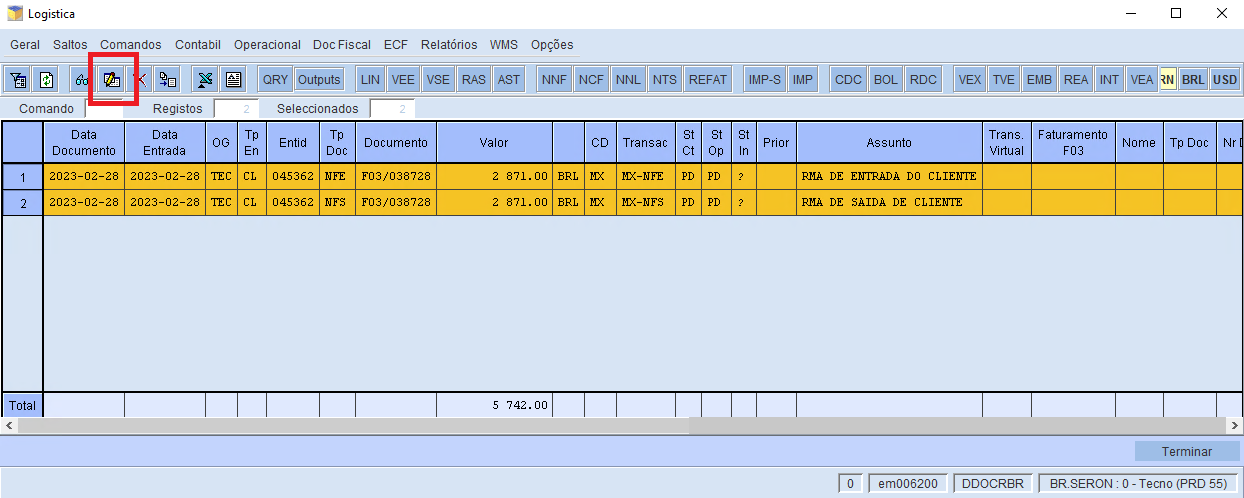 Logistica
Geral Saltos Comandos Contabil Operacional Doc Fiscal ECF Relatórios WMS Opções
QRY Outputs LIN VEE VSE RAS AST NNF NCF NNL NTS REFAT IMP-S IMP CDC BOL RDC VEX TVE EMB REA INT VEA RN BRL USD
Comando Registos 2 Seleccionados 2
Data Documento Data Entrada OG Tp En Entid Tp Doc Documento Valor CD Transac St Ct St Op St In Prior Assunto Trans. Virtual Faturamento F03 Nome Tp Doc Nr D
1 2023-02-28 2023-02-28 TEC CL 045362 NFE F03/038728 2 871.00 BRL MX MX-NFE PD PD ? RMA DE ENTRADA DO CLIENTE
2 2023-02-28 2023-02-28 TEC CL 045362 NFS F03/038728 2 871.00 BRL MX MX-NFS PD PD ? RMA DE SAIDA DE CLIENTE
Total 5 742.00
Terminar
0 em006200 DDOCRBR BR.SERON : 0 - Tecno (PRD 55)